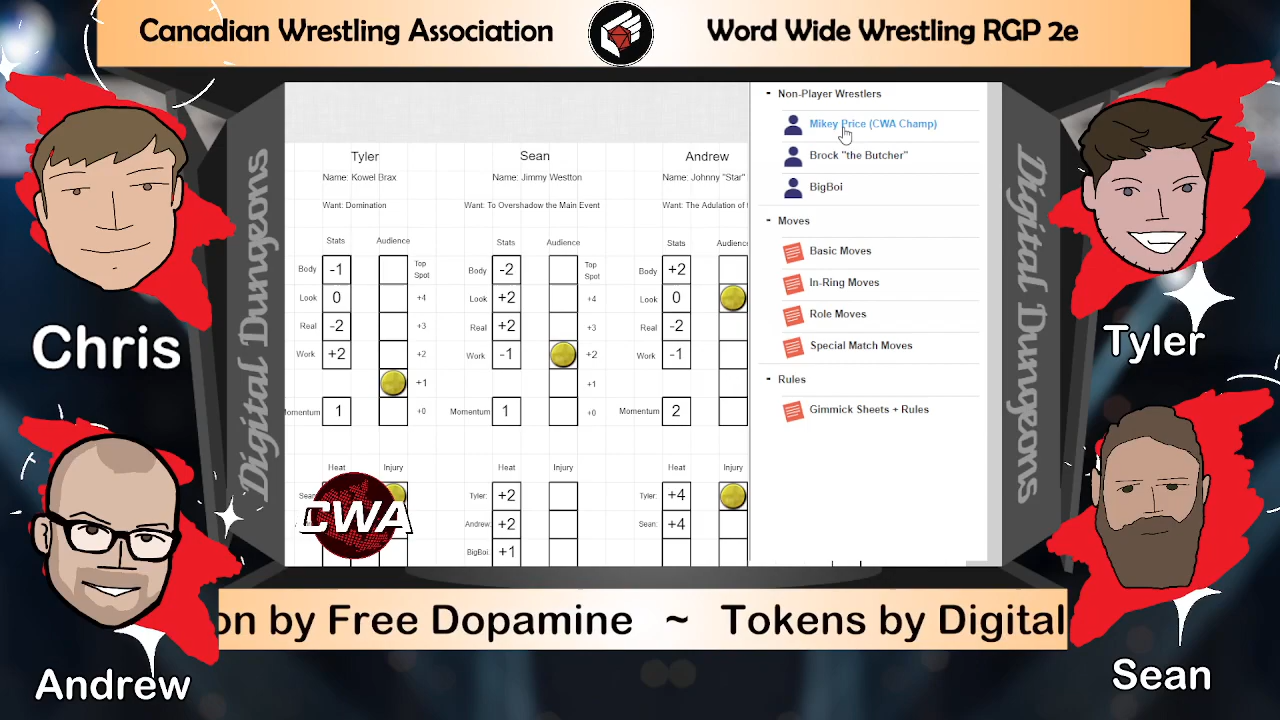 Canadian Wrestling Association
Word Wide Wrestling RGP 2e
Chris
Andrew
Digital Dungeons
Tyler
Name: Kowel Brax
Want: Domination
Stats Audience
Body -1 Top Spot
Look 0 +4
Real -2 +3
Work +2 +2
+1
Momentum 1 +0
Heat Injury
Sean:
CWA
Sean
Name: Jimmy Westton
Want: To Overshadow the Main Event
Stats Audience
Body -2 Top Spot
Look +2 +4
Real +2 +3
Work -1 +2
+1
Momentum 1 +0
Heat Injury
Tyler: +2
Andrew: +2
BigBoi: +1
Andrew
Name: Johnny "Star"
Want: The Adulation of t
Stats Audience
Body +2
Look 0
Real -2
Work -1
Momentum 2
Heat Injury
Tyler: +4
Sean: +4
- Non-Player Wrestlers
Mikey Price (CWA Champ)
Brock "the Butcher"
BigBoi
- Moves
Basic Moves
In-Ring Moves
Role Moves
Special Match Moves
- Rules
Gimmick Sheets + Rules
Digital Dungeons
Tyler
Sean
on by Free Dopamine ~ Tokens by Digital